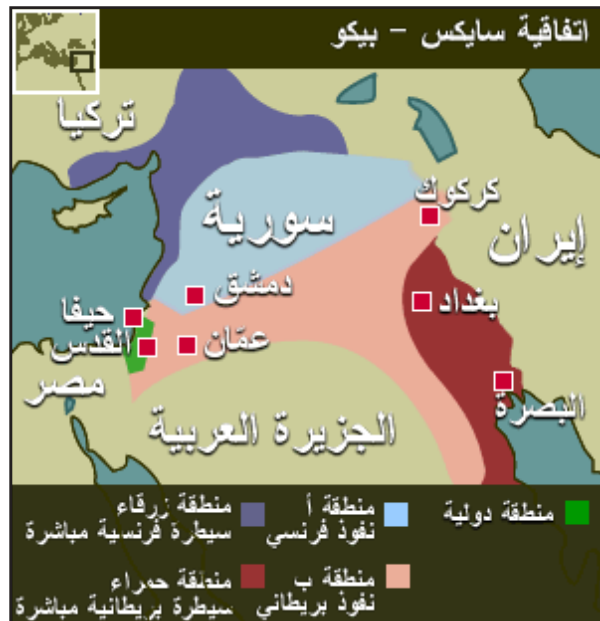 اتفاقية سايكس - بيكو
تركيا
كركوك
سورية
إيران
دمشق
بغداد
حيفا
القدس
عمّان
مصر
البصرة
الجزيرة العربية
منطقة دولية
منطقة أ
نفوذ فرنسي
منطقة زرقاء
سيطرة فرنسية مباشرة
منطقة ب
نفوذ بريطاني
منطقة حمراء
سيطرة بريطانية مباشرة